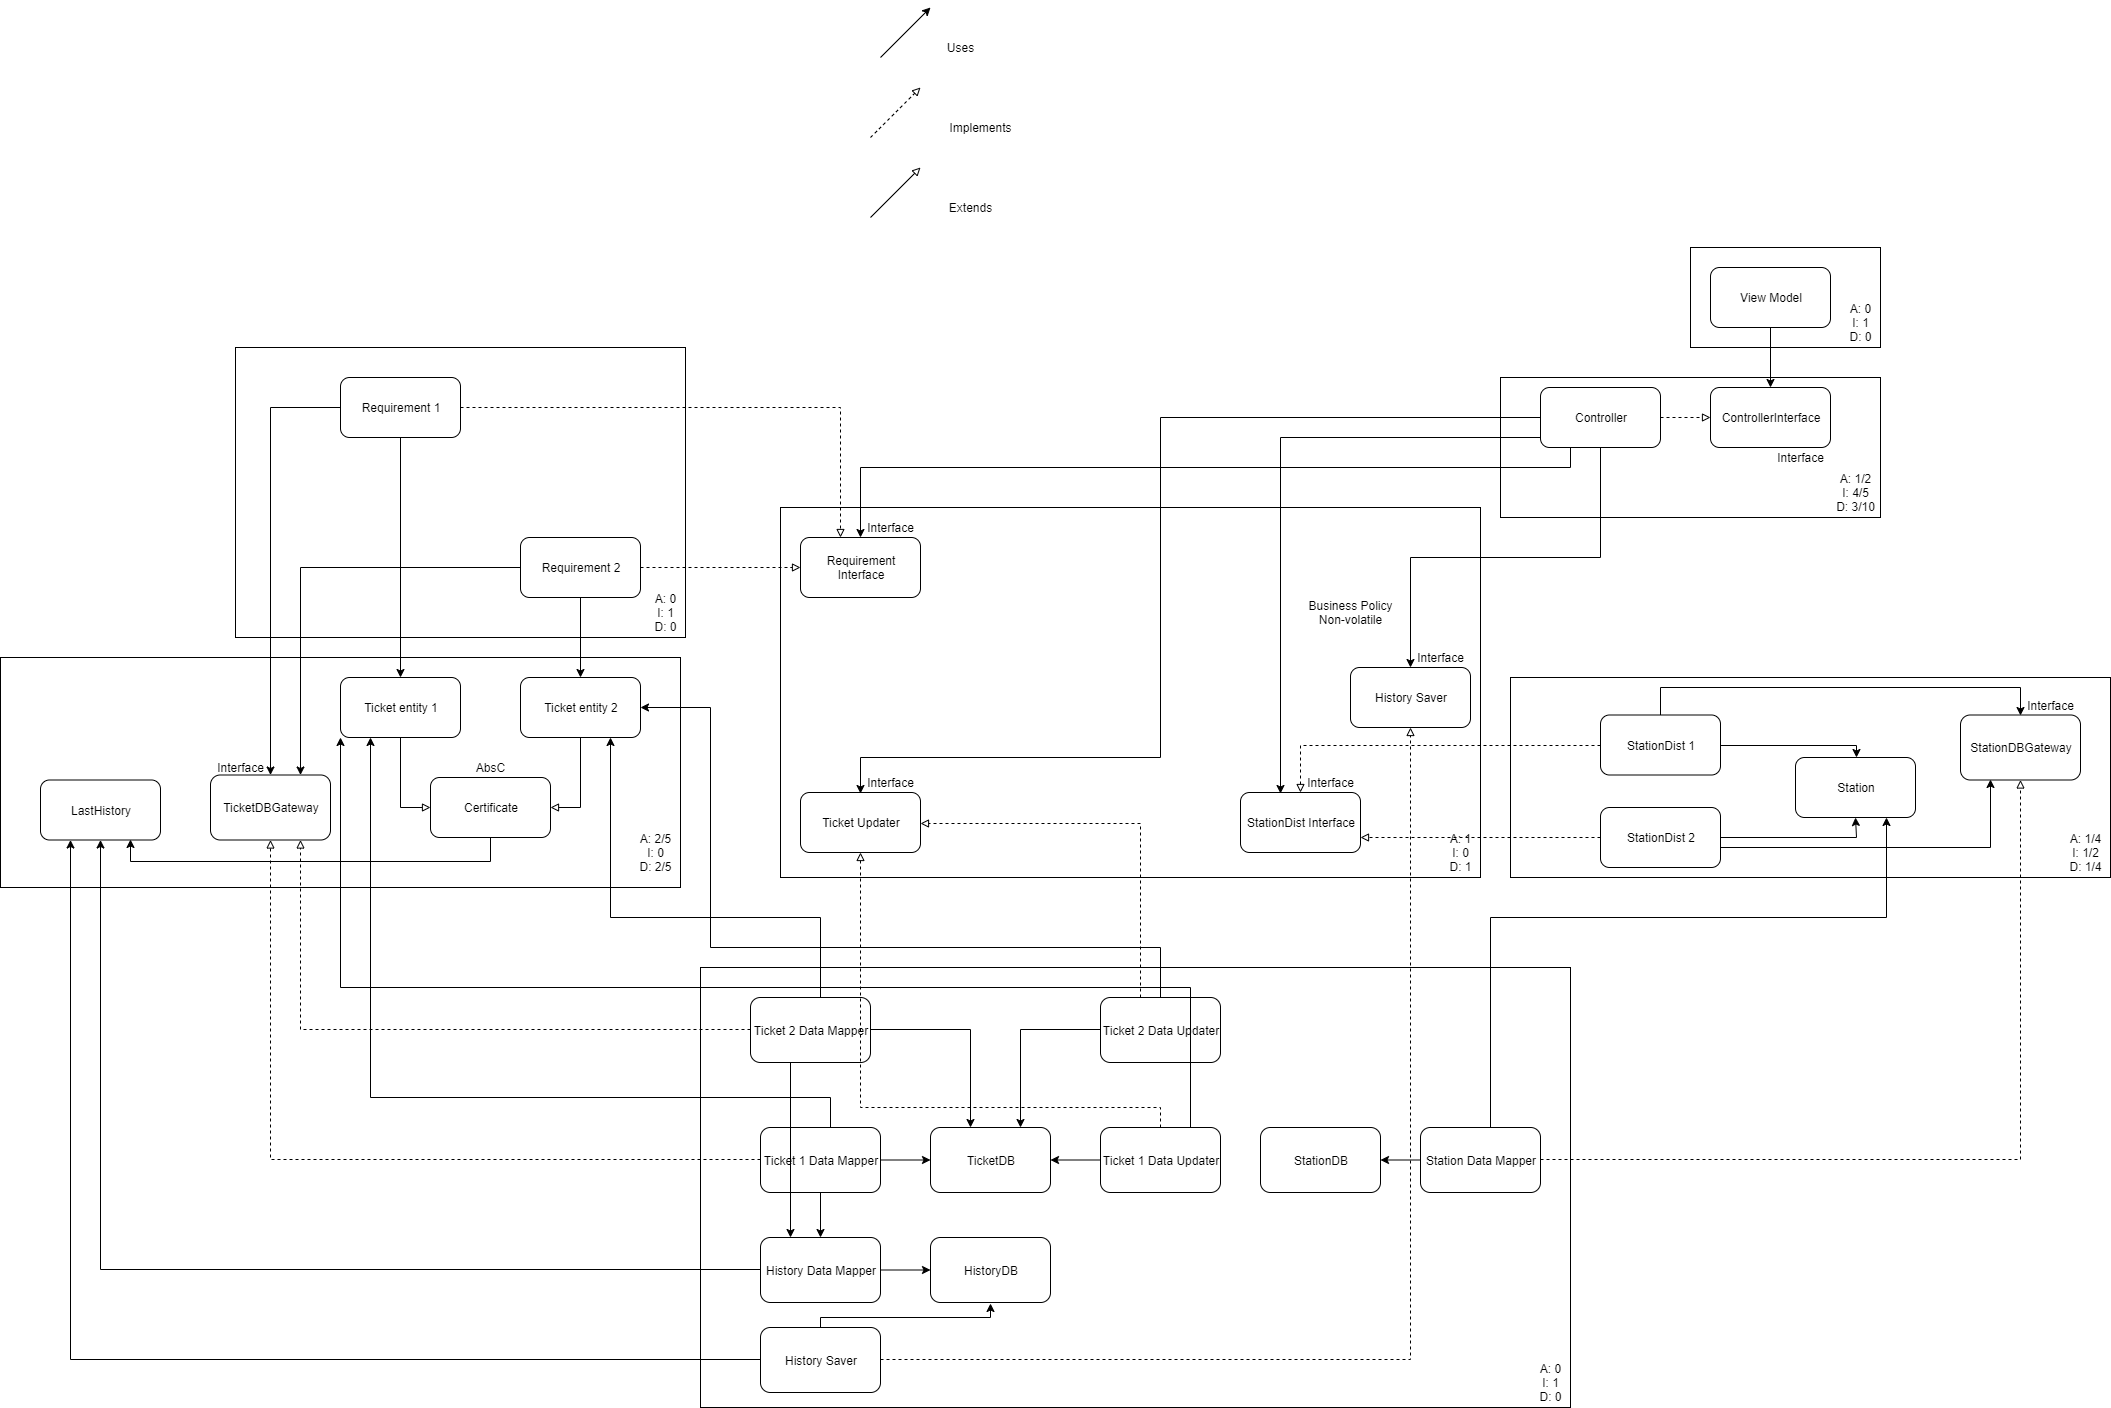 Uses
Implements
Extends
View Model
A: 0
I: 1
D: 0
Requirement 1
Controller
ControllerInterface
Interface
A: 1/2
I: 4/5
D: 3/10
Interface
Requirement
Interface
Requirement 2
A: 0
I: 1
D: 0
Business Policy
Non-volatile
Interface
History Saver
Ticket entity 1
Ticket entity 2
Interface
AbsC
LastHistory
TicketDBGateway
Certificate
A: 2/5
I: 0
D: 2/5
Interface
Ticket Updater
Interface
StationDist Interface
A: 1
I: 0
D: 1
StationDist 1
Interface
StationDBGateway
Station
StationDist 2
A: 1/4
I: 1/2
D: 1/4
Ticket 2 Data Mapper
Ticket 2 Data Updater
Ticket 1 Data Mapper
TicketDB
Ticket 1 Data Updater
StationDB
Station Data Mapper
History Data Mapper
HistoryDB
History Saver
A: 0
I: 1
D: 0